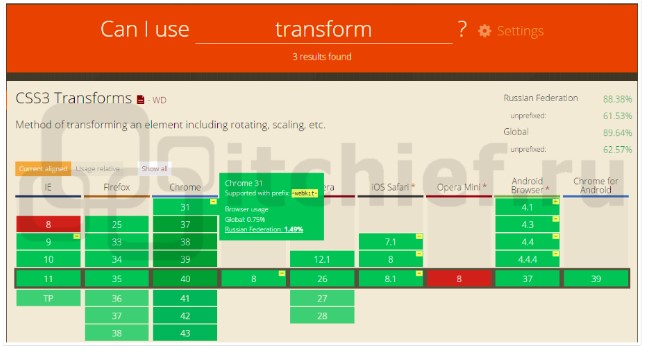 Can I use transform ? Settings
3 results found
CSS3 Transforms - WD
Method of transforming an element including rotating, scaling, etc.
Russian Federation 88.38%
unprefixed: 61.53%
Global 89.64%
unprefixed: 62.57%
itchief.ru
Current aligned Usage relative Show all
IE Firefox Chrome era iOS Safari * Opera Mini * Android Browser * Chrome for Android
Chrome 31
Supported with prefix: -webkit-
Browser usage
Global: 0.75%
Russian Federation: 1.49%
31 4.1
8 25 37 4.3
9 33 38 7.1 4.4
10 34 39 12.1 8 4.4.4
11 35 40 8 26 8.1 8 37 39
TP 36 41 27
37 42 28
38 43